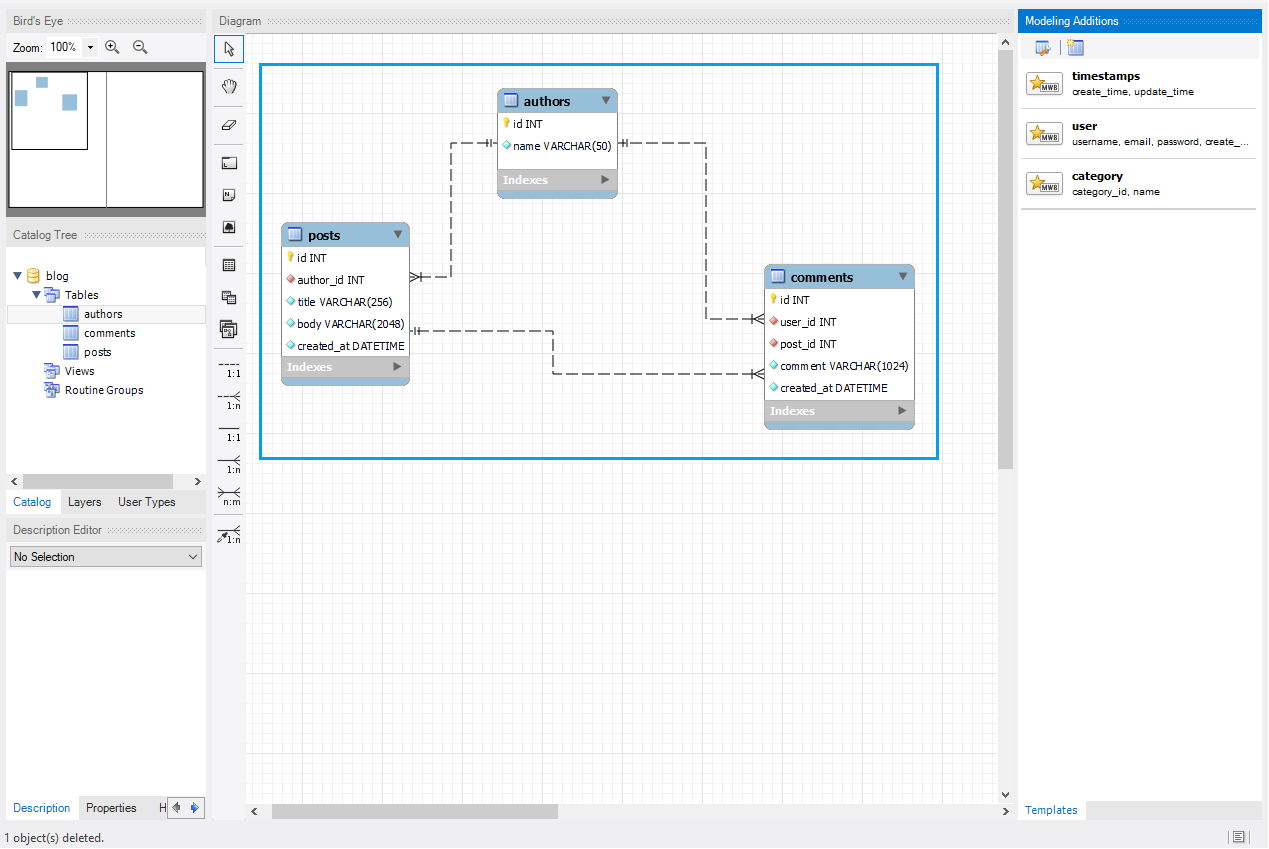 Bird's Eye
Zoom: 100%
Catalog Tree
blog
Tables
authors
comments
posts
Views
Routine Groups
Catalog Layers User Types
Description Editor
No Selection
Description Properties H
1 object(s) deleted.
Diagram
1:1
1:n
1:1
1:n
n:m
1:n
authors
id INT
name VARCHAR(50)
Indexes
posts
id INT
author_id INT
title VARCHAR(256)
body VARCHAR(2048)
created_at DATETIME
Indexes
comments
id INT
user_id INT
post_id INT
comment VARCHAR(1024)
created_at DATETIME
Indexes
Modeling Additions
MWB
timestamps
create_time, update_time
MWB
user
username, email, password, create_...
MWB
category
category_id, name
Templates